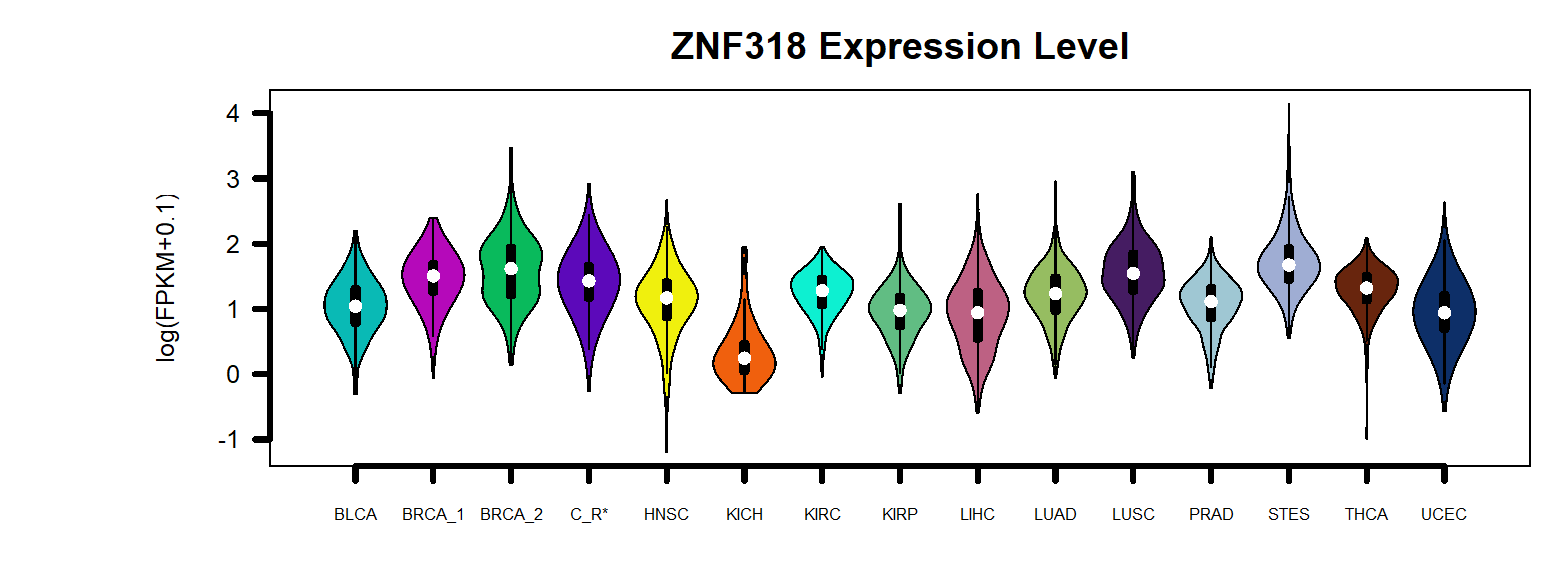 ZNF318 Expression Level
log(FPKM+0.1)
4
3
2
1
0
-1
BLCA BRCA_1 BRCA_2 C_R* HNSC KICH KIRC KIRP LIHC LUAD LUSC PRAD STES THCA UCEC